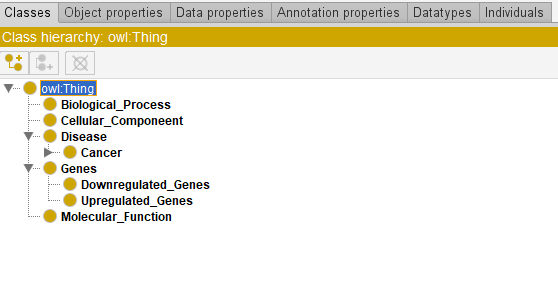 Classes Object properties Data properties Annotation properties Datatypes Individuals
Class hierarchy: owl:Thing
owl:Thing
Biological_Process
Cellular_Componeent
Disease
Cancer
Genes
Downregulated_Genes
Upregulated_Genes
Molecular_Function